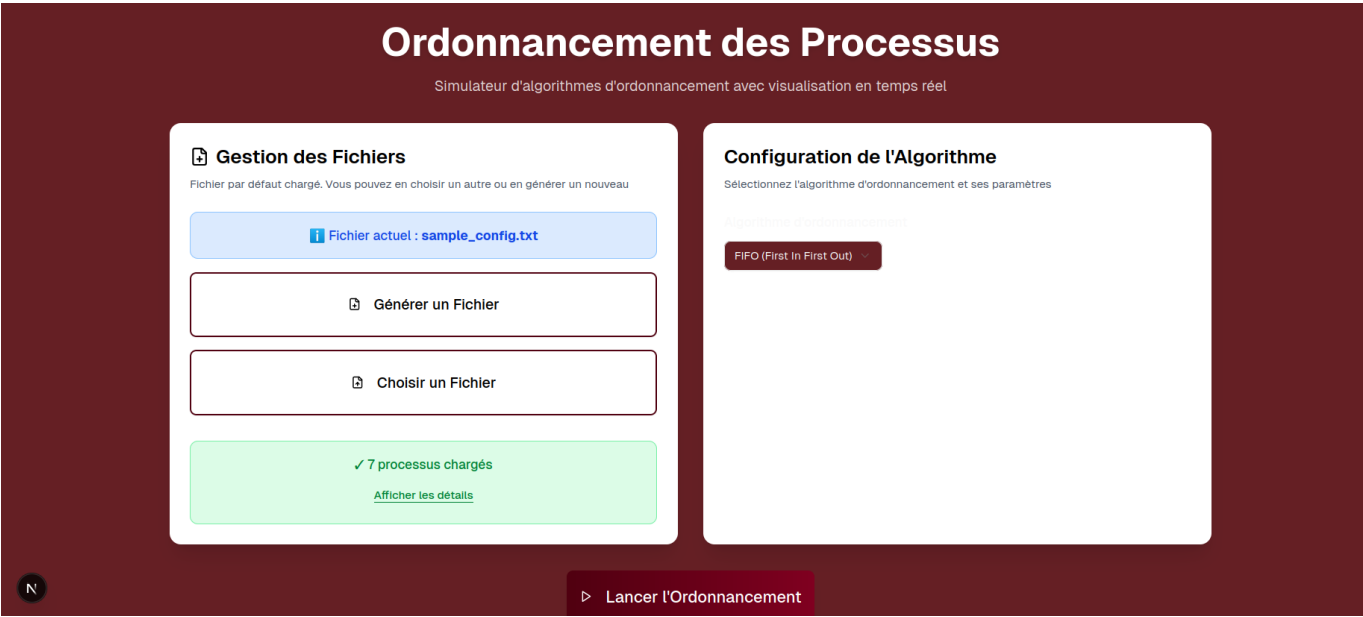 Ordonnancement des Processus
Simulateur d'algorithmes d'ordonnancement avec visualisation en temps réel
Gestion des Fichiers
Fichier par défaut chargé. Vous pouvez en choisir un autre ou en générer un nouveau
Fichier actuel : sample_config.txt
Générer un Fichier
Choisir un Fichier
✓ 7 processus chargés
Afficher les détails
Configuration de l'Algorithme
Sélectionnez l'algorithme d'ordonnancement et ses paramètres
Algorithme d'ordonnancement
FIFO (First In First Out)
N
Lancer l'Ordonnancement